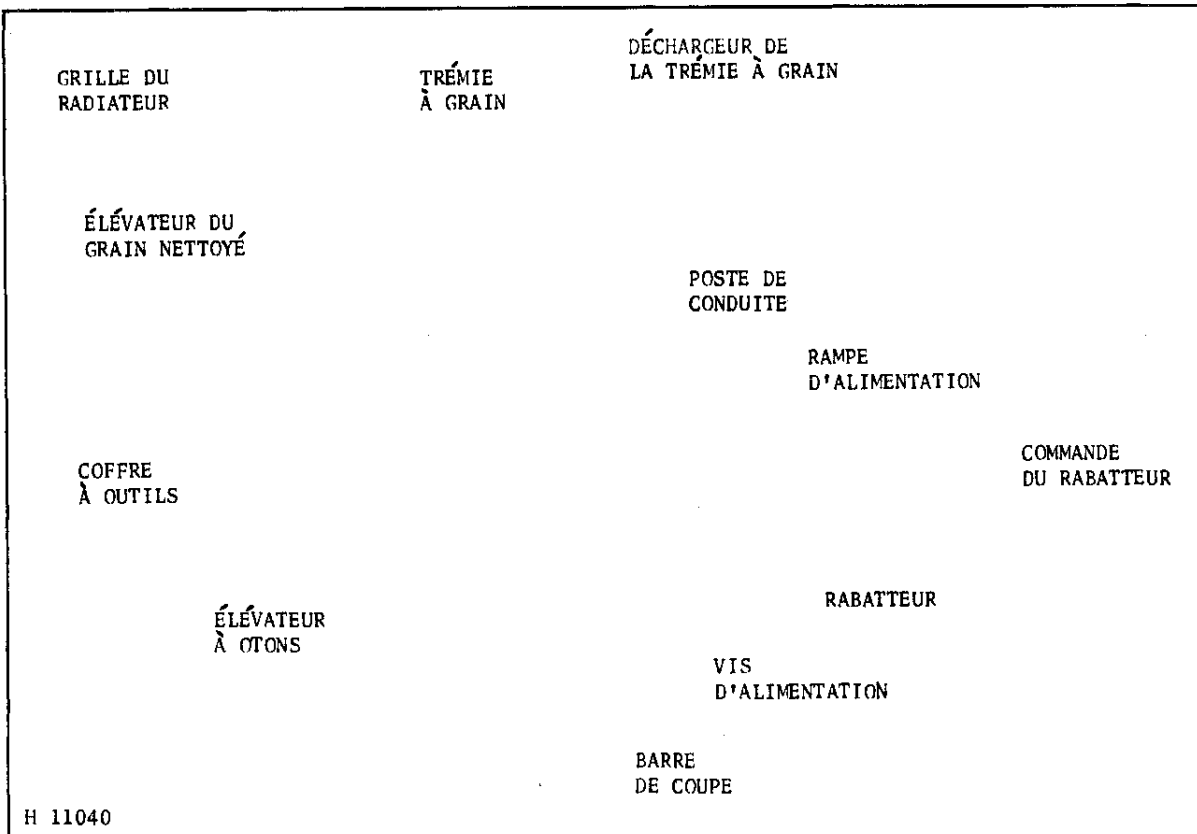 DÉCHARGEUR DE
LA TRÉMIE À GRAIN
GRILLE DU
RADIATEUR
TRÉMIE
À GRAIN
ÉLÉVATEUR DU
GRAIN NETTOYÉ
POSTE DE
CONDUITE
RAMPE
D'ALIMENTATION
COMMANDE
DU RABATTEUR
COFFRE
À OUTILS
RABATTEUR
ÉLÉVATEUR
À OTONS
VIS
D'ALIMENTATION
BARRE
DE COUPE
H 11040